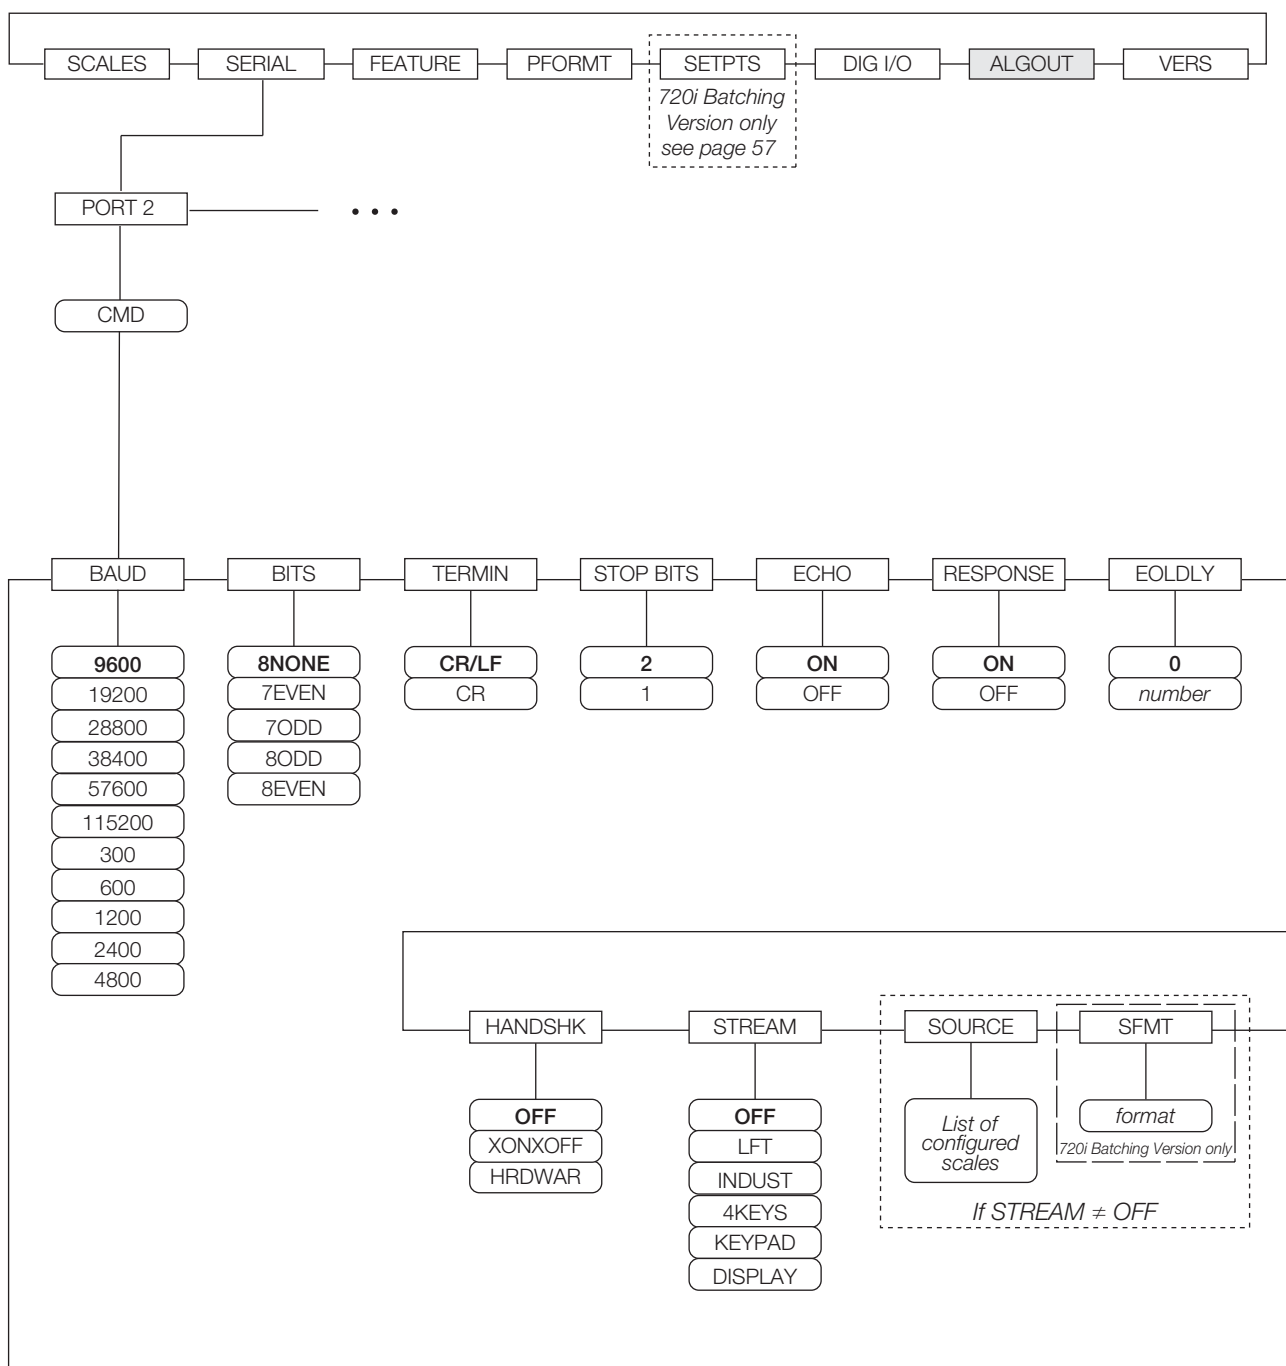 SCALES
SERIAL
FEATURE
PFORMT
SETPTS
DIG I/O
ALGOUT
VERS
720i Batching
Version only
see page 57
PORT 2
• • •
CMD
BAUD
BITS
TERMIN
STOP BITS
ECHO
RESPONSE
EOLDLY
9600
19200
28800
38400
57600
115200
300
600
1200
2400
4800
8NONE
7EVEN
7ODD
8ODD
8EVEN
CR/LF
CR
2
1
ON
OFF
ON
OFF
0
number
HANDSHK
STREAM
SOURCE
SFMT
OFF
XONXOFF
HRDWAR
OFF
LFT
INDUST
4KEYS
KEYPAD
DISPLAY
List of
configured
scales
format
720i Batching Version only
If STREAM ≠ OFF